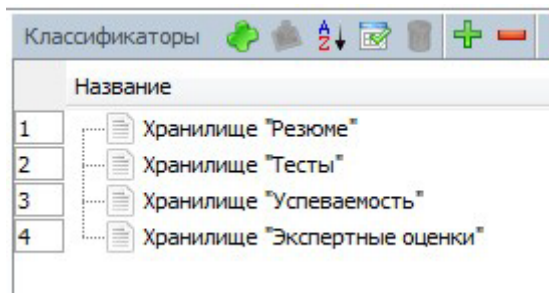 Классификаторы
Название
1 Хранилище "Резюме"
2 Хранилище "Тесты"
3 Хранилище "Успеваемость"
4 Хранилище "Экспертные оценки"